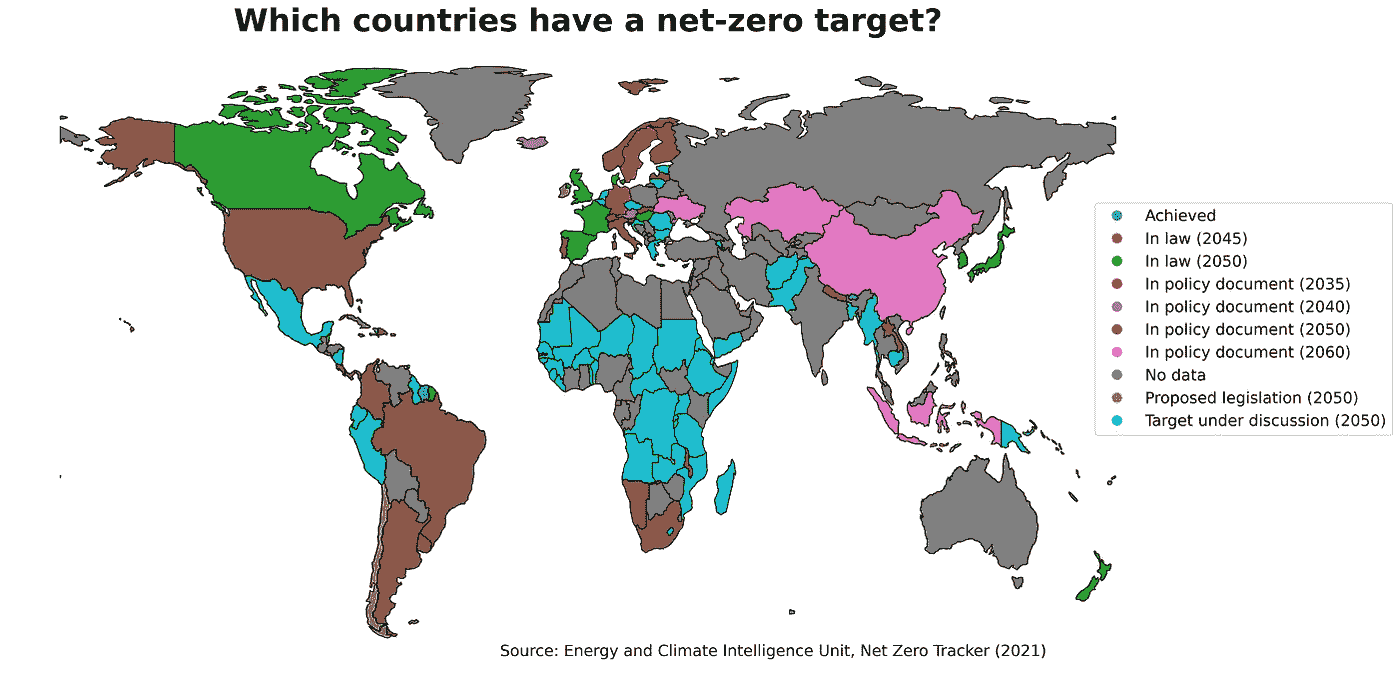 Which countries have a net-zero target?
Achieved
In law (2045)
In law (2050)
In policy document (2035)
In policy document (2040)
In policy document (2050)
In policy document (2060)
No data
Proposed legislation (2050)
Target under discussion (2050)
Source: Energy and Climate Intelligence Unit, Net Zero Tracker (2021)